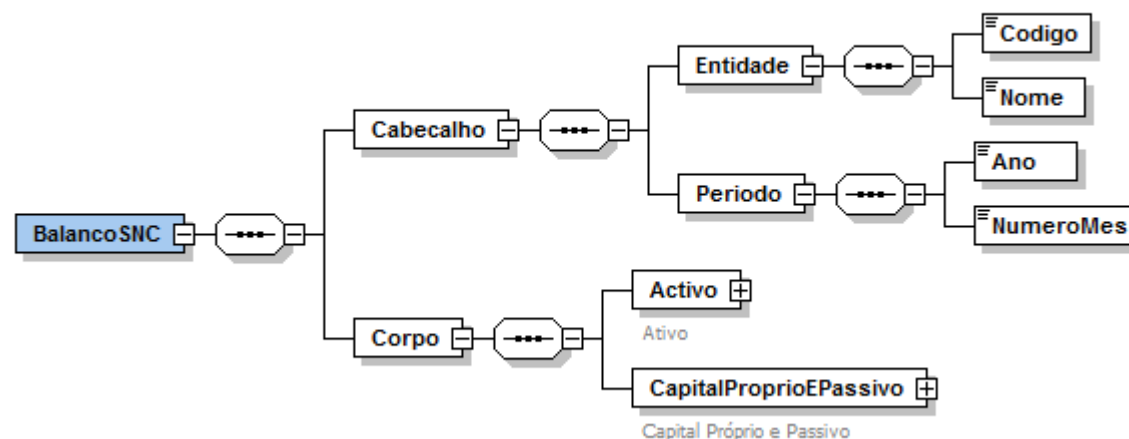 BalancoSNC
Cabecalho
Entidade
Codigo
Nome
Periodo
Ano
NumeroMes
Corpo
Activo
Ativo
CapitalProprioEPassivo
Capital Próprio e Passivo